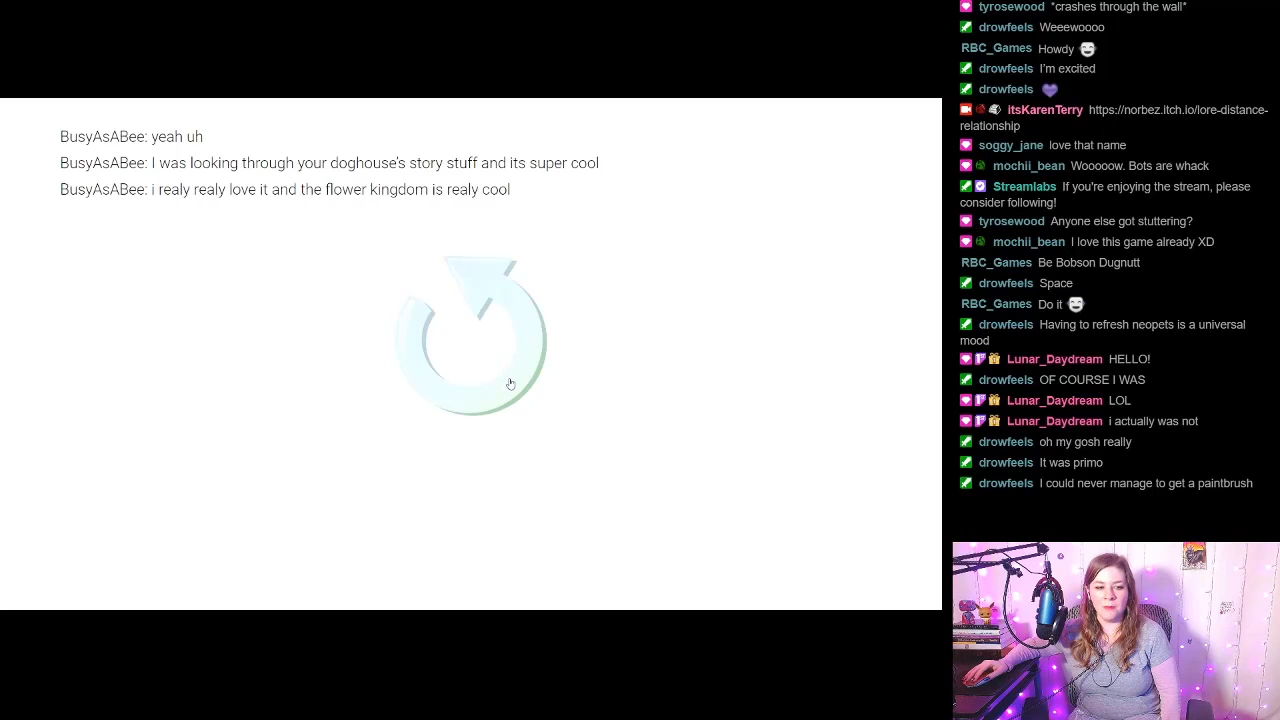 BusyAsABee: yeah uh
BusyAsABee: I was looking through your doghouse's story stuff and its super cool
BusyAsABee: i realy realy love it and the flower kingdom is realy cool
tyrosewood *crashes through the wall*
drowfeels Weeewoooo
RBC_Games Howdy
drowfeels I'm excited
drowfeels
itsKarenTerry https://norbez.itch.io/lore-distance-
relationship
soggy_jane love that name
mochii_bean Wooooow. Bots are whack
Streamlabs If you're enjoying the stream, please
consider following!
tyrosewood Anyone else got stuttering?
mochii_bean I love this game already XD
RBC_Games Be Bobson Dugnutt
drowfeels Space
RBC_Games Do it
drowfeels Having to refresh neopets is a universal
mood
Lunar_Daydream HELLO!
drowfeels OF COURSE I WAS
Lunar_Daydream LOL
Lunar_Daydream i actually was not
drowfeels oh my gosh really
drowfeels It was primo
drowfeels I could never manage to get a paintbrush